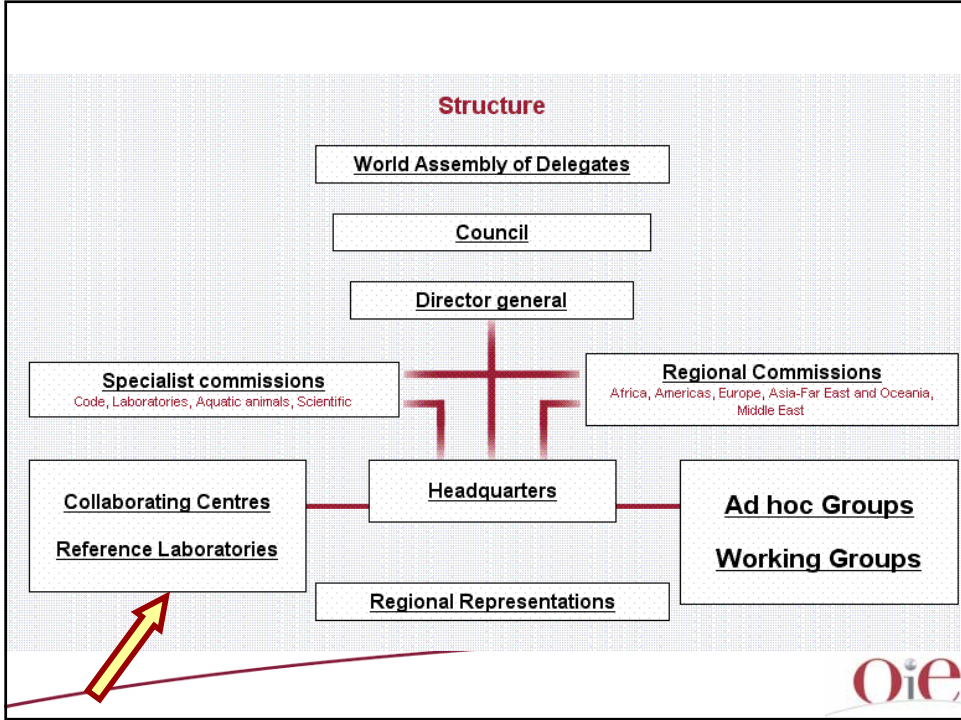 Structure
World Assembly of Delegates
Council
Director general
Specialist commissions
Code, Laboratories, Aquatic animals, Scientific
Regional Commissions
Africa, Americas, Europe, Asia-Far East and Oceania,
Middle East
Collaborating Centres
Reference Laboratories
Headquarters
Ad hoc Groups
Working Groups
Regional Representations
Oie